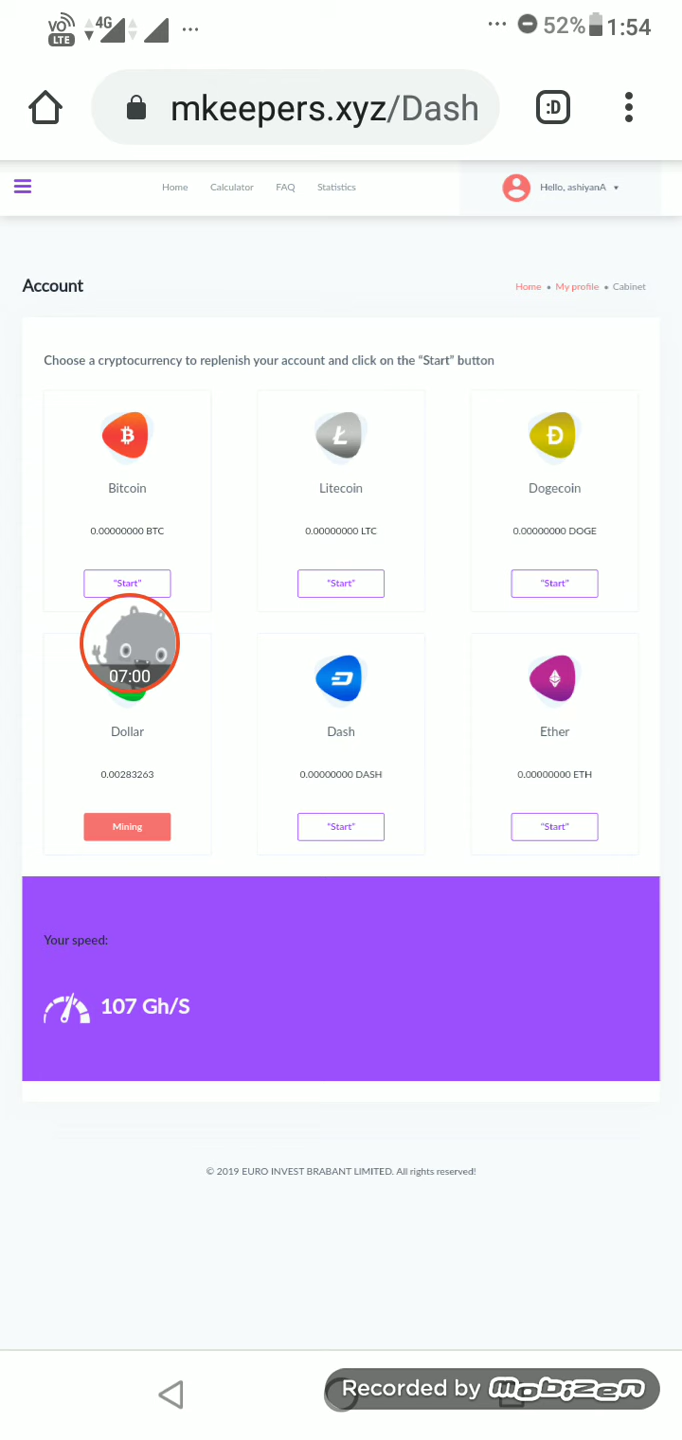 VO LTE 4G ... ... 52% 1:54
mkeepers.xyz/Dash :D
Home Calculator FAQ Statistics Hello, ashiyanA
Account Home • My profile • Cabinet
Choose a cryptocurrency to replenish your account and click on the "Start" button
Bitcoin Litecoin Dogecoin
0.00000000 BTC 0.00000000 LTC 0.00000000 DOGE
"Start" "Start" "Start"
07:00
Dollar Dash Ether
0.00283263 0.00000000 DASH 0.00000000 ETH
Mining "Start" "Start"
Your speed:
107 Gh/S
© 2019 EURO INVEST BRABANT LIMITED. All rights reserved!
Recorded by mobizen